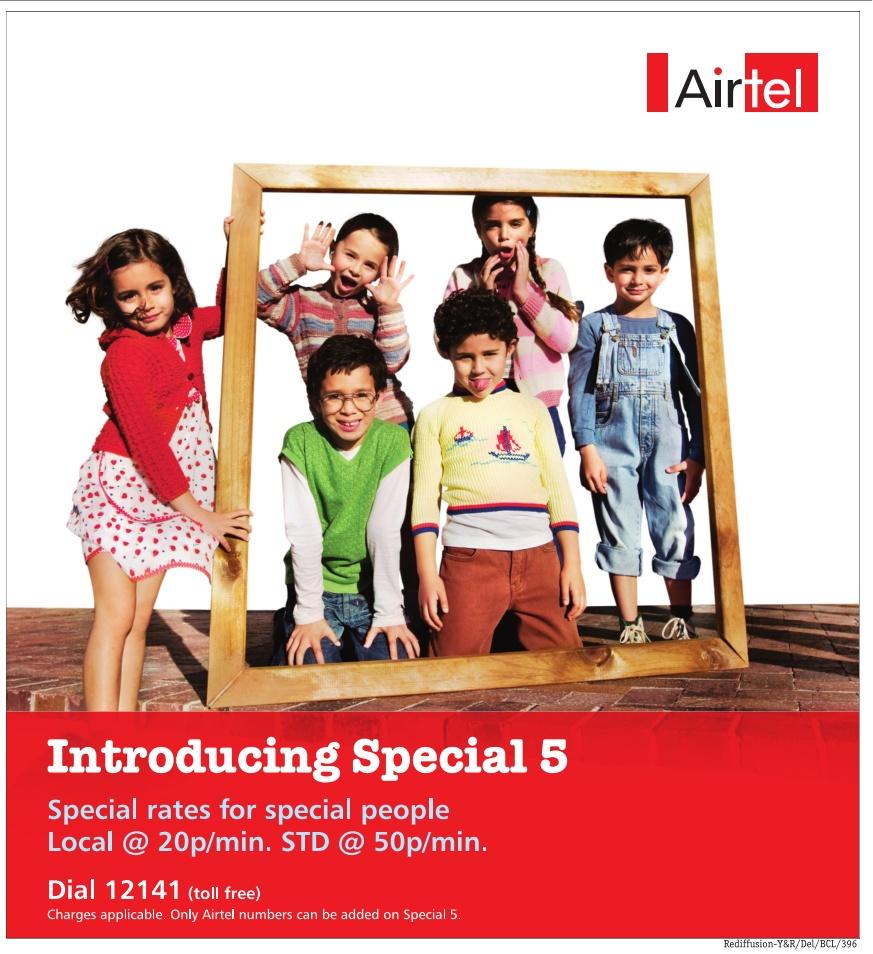 Airtel
Introducing Special 5
Special rates for special people
Local @ 20p/min. STD @ 50p/min.
Dial 12141 (toll free)
Charges applicable. Only Airtel numbers can be added on Special 5.
Rediffusion-Y&R/Del/BCL/396